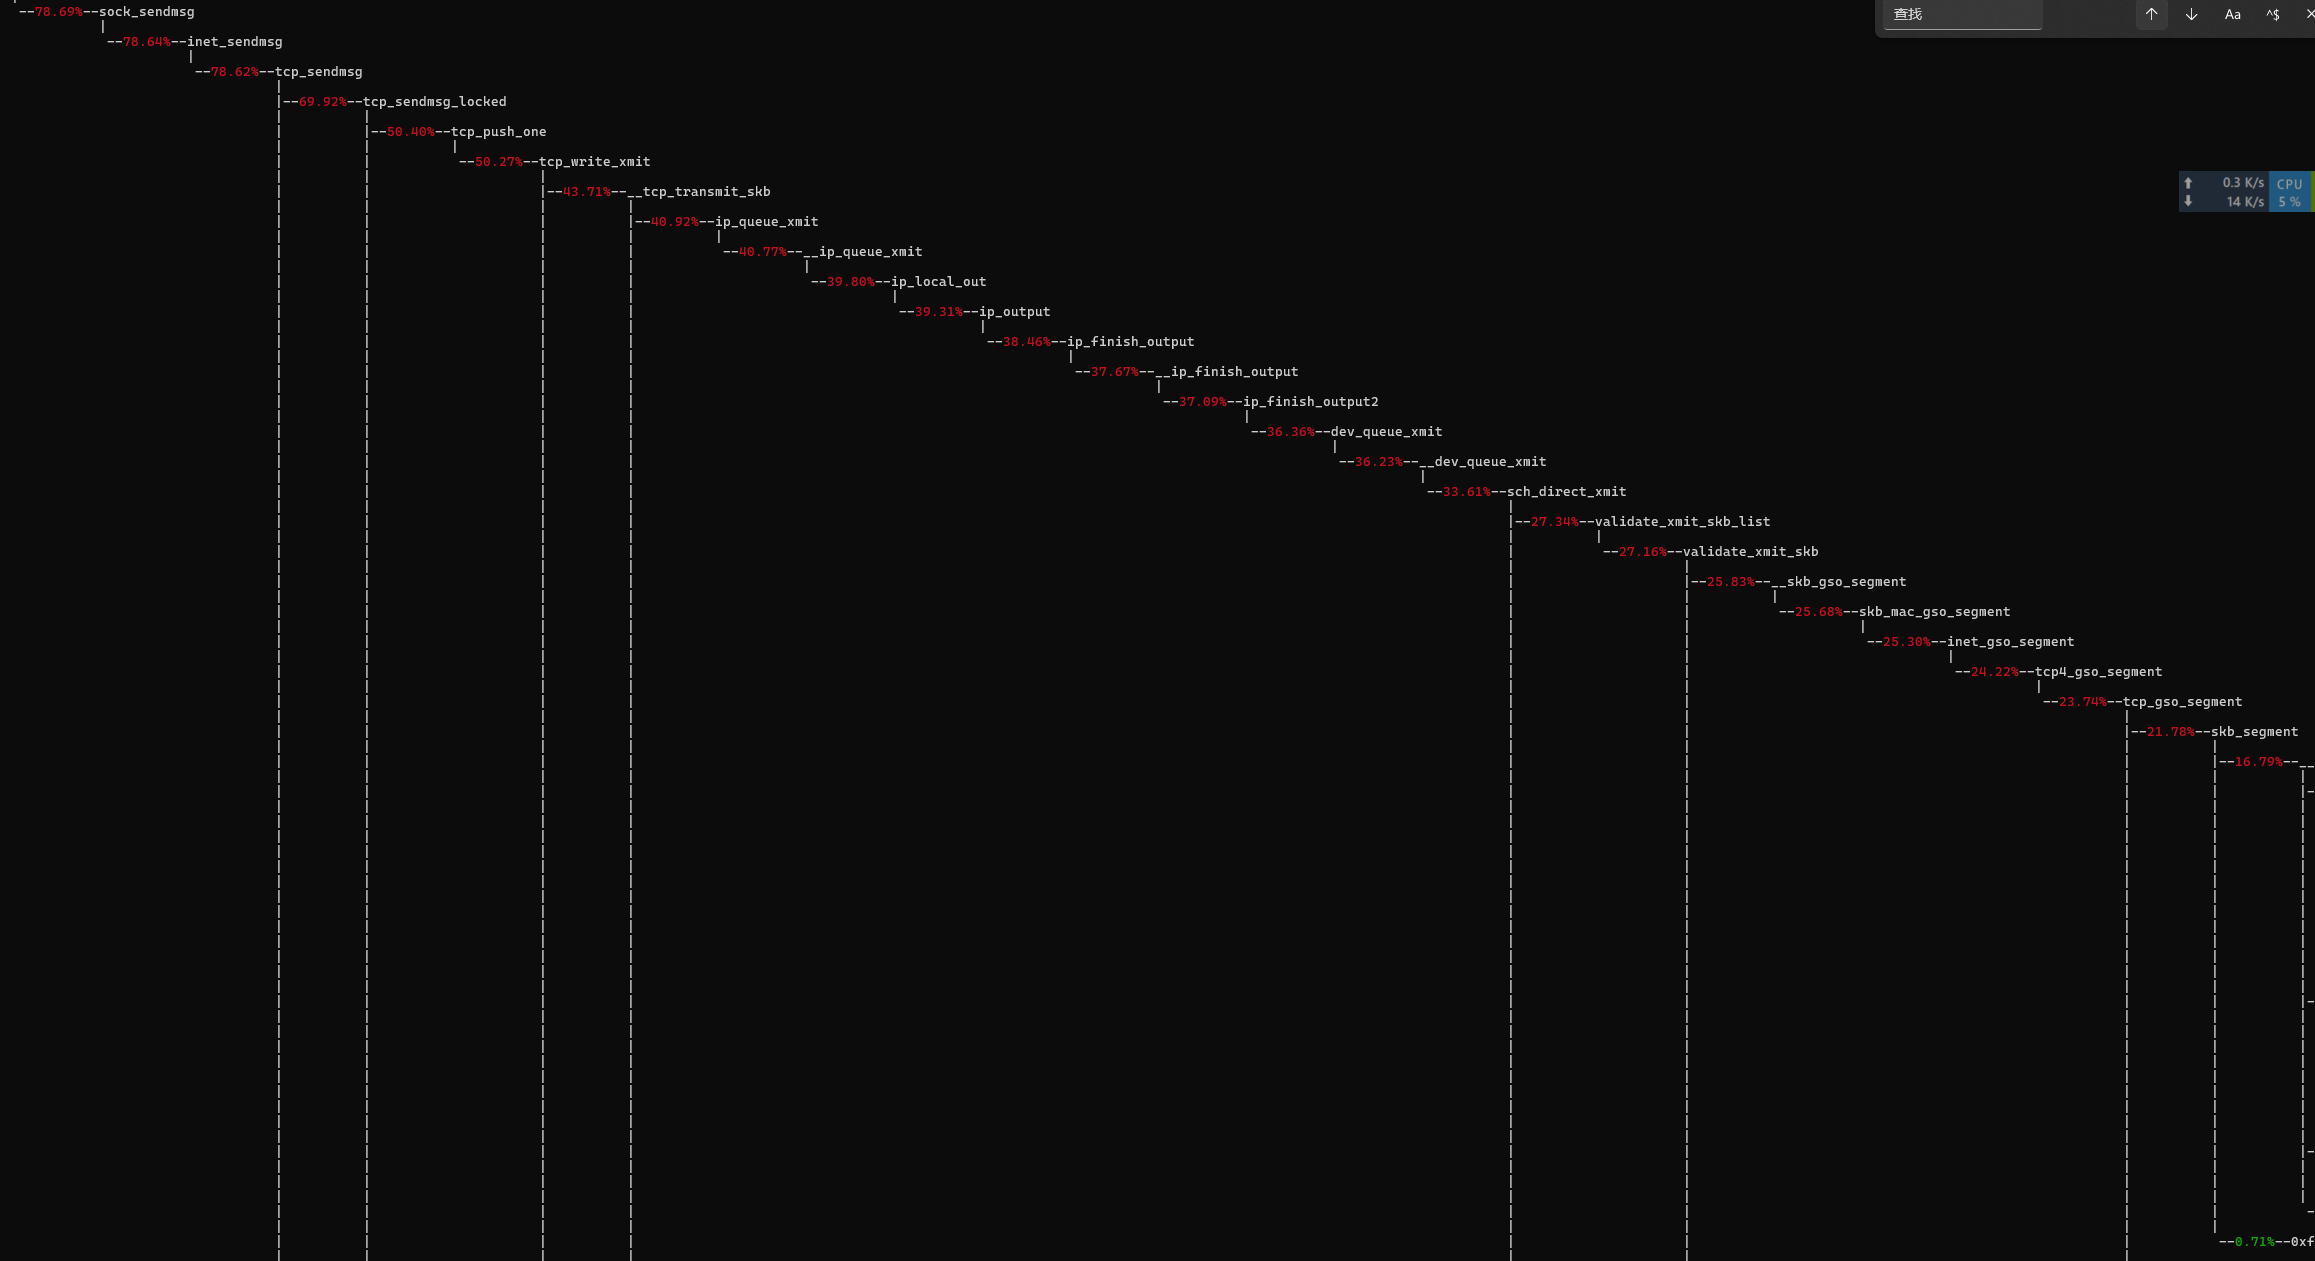 --78.69%--sock_sendmsg
查找 Aa ^$
--78.64%--inet_sendmsg
--78.62%--tcp_sendmsg
|--69.92%--tcp_sendmsg_locked
|--50.40%--tcp_push_one
--50.27%--tcp_write_xmit
0.3 K/s CPU
|--43.71%--__tcp_transmit_skb
14 K/s 5 %
|--40.92%--ip_queue_xmit
--40.77%--__ip_queue_xmit
--39.80%--ip_local_out
--39.31%--ip_output
--38.46%--ip_finish_output
--37.67%--__ip_finish_output
--37.09%--ip_finish_output2
--36.36%--dev_queue_xmit
--36.23%--__dev_queue_xmit
--33.61%--sch_direct_xmit
|--27.34%--validate_xmit_skb_list
--27.16%--validate_xmit_skb
|--25.83%--__skb_gso_segment
--25.68%--skb_mac_gso_segment
--25.30%--inet_gso_segment
--24.22%--tcp4_gso_segment
--23.74%--tcp_gso_segment
|--21.78%--skb_segment
|--16.79%--__
--0.71%--0xf